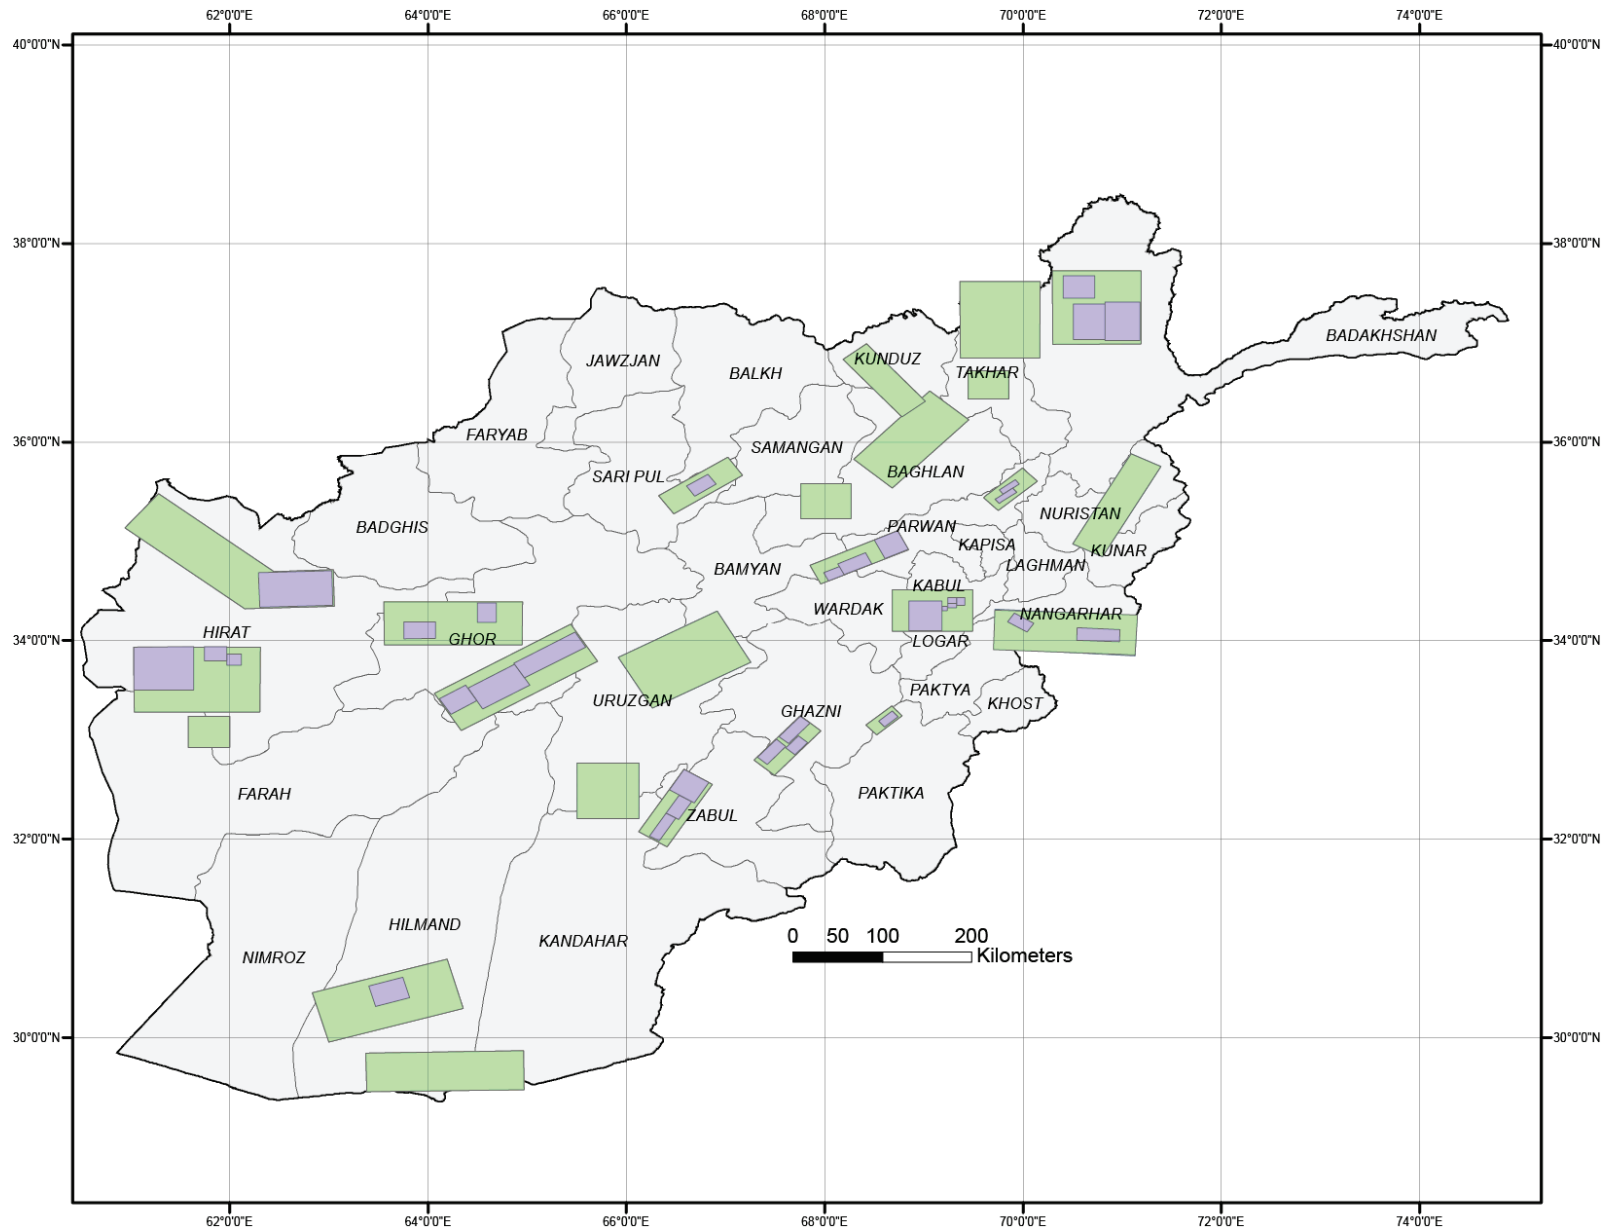 62°0'0"E 64°0'0"E 66°0'0"E 68°0'0"E 70°0'0"E 72°0'0"E 74°0'0"E
40°0'0"N 40°0'0"N
38°0'0"N 38°0'0"N
BADAKHSHAN
JAWZJAN KUNDUZ
BALKH TAKHAR
36°0'0"N FARYAB SAMANGAN 36°0'0"N
SARI PUL BAGHLAN
BADGHIS PARWAN NURISTAN
KAPISA KUNAR
BAMYAN LAGHMAN
KABUL
WARDAK NANGARHAR
34°0'0"N HIRAT GHOR LOGAR 34°0'0"N
URUZGAN PAKTYA KHOST
GHAZNI
FARAH PAKTIKA
ZABUL
32°0'0"N 32°0'0"N
HILMAND
NIMROZ KANDAHAR 0 50 100 200
Kilometers
30°0'0"N 30°0'0"N
62°0'0"E 64°0'0"E 66°0'0"E 68°0'0"E 70°0'0"E 72°0'0"E 74°0'0"E